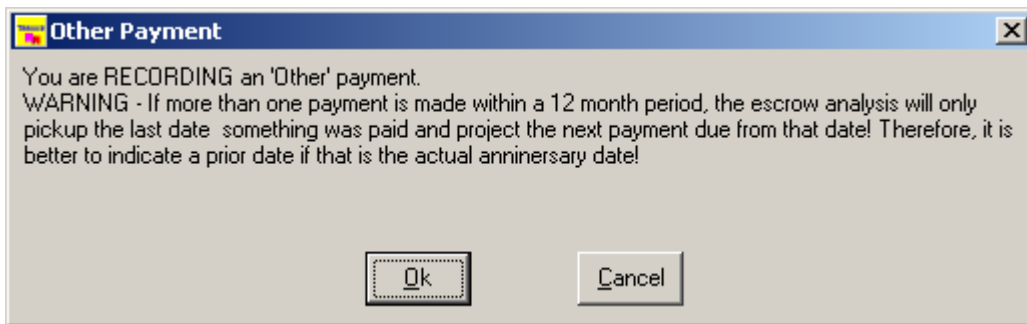 Other Payment
You are RECORDING an 'Other' payment.
WARNING - If more than one payment is made within a 12 month period, the escrow analysis will only
pickup the last date  something was paid and project the next payment due from that date! Therefore, it is
better to indicate a prior date if that is the actual anninersary date!
Ok
Cancel